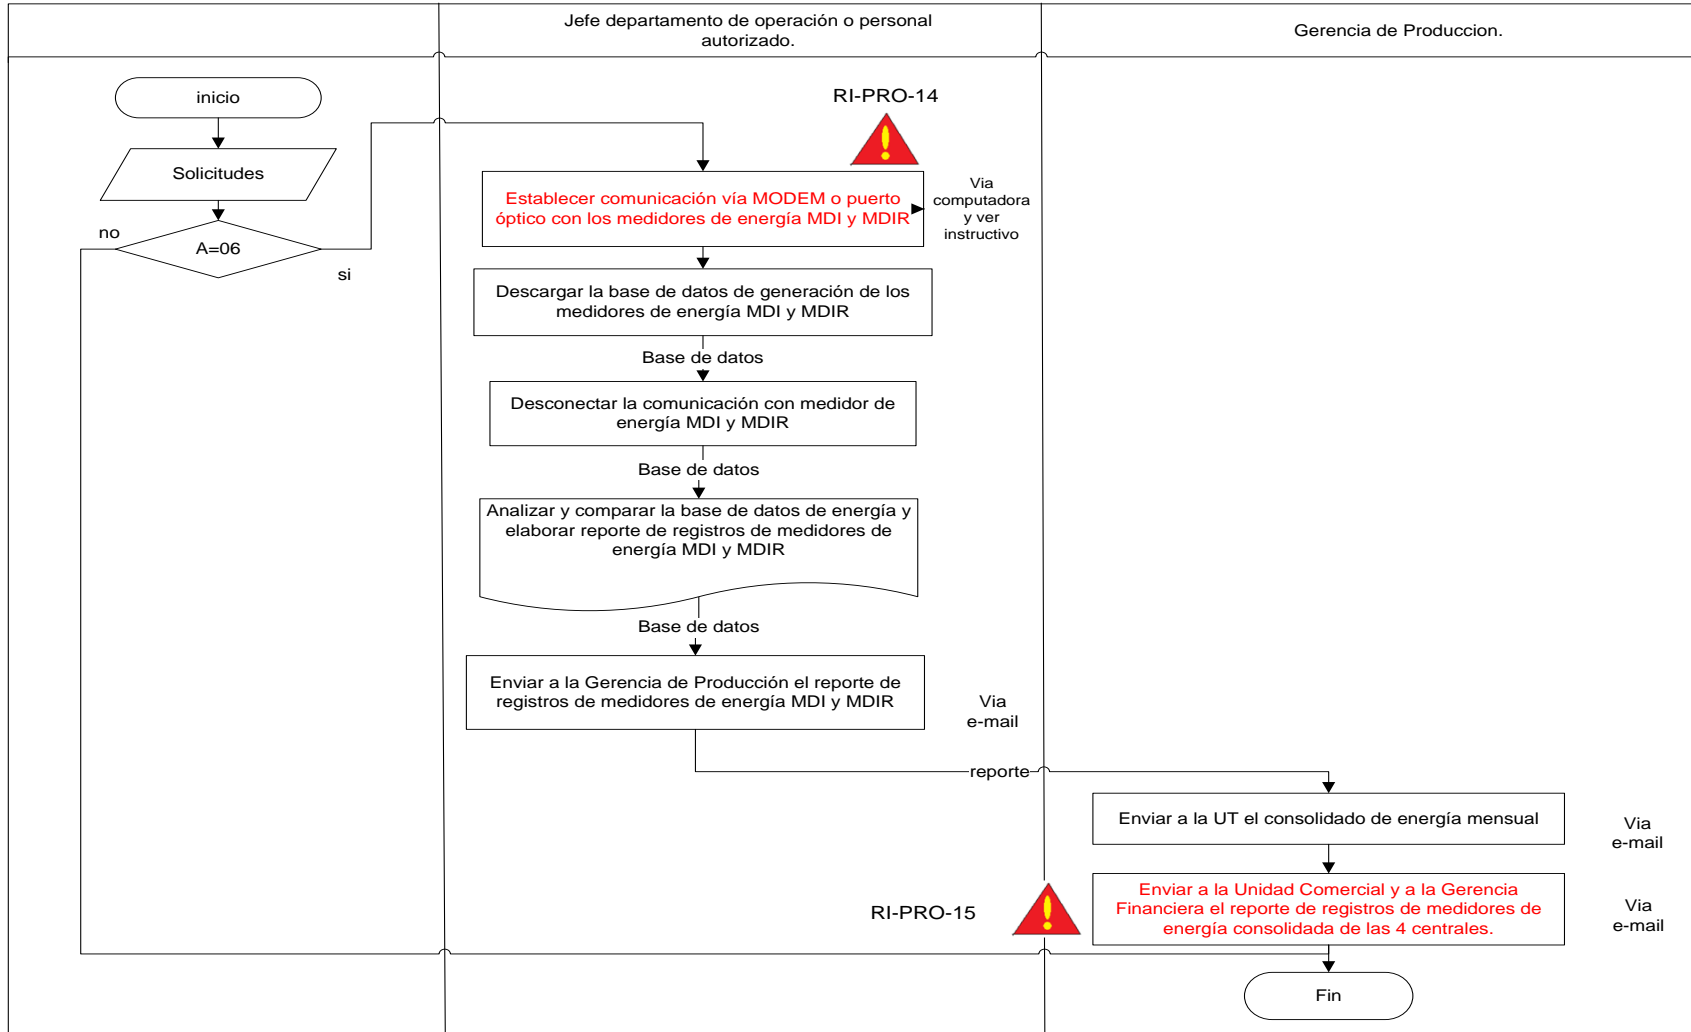 Jefe departamento de operación o personal
autorizado.
Gerencia de Produccion.
inicio
RI-PRO-14
Solicitudes
Establecer comunicación vía MODEM o puerto
óptico con los medidores de energía MDI y MDIR
Via
computadora
y ver
instructivo
no
A=06
si
Descargar la base de datos de generación de los
medidores de energía MDI y MDIR
Base de datos
Desconectar la comunicación con medidor de
energía MDI y MDIR
Base de datos
Analizar y comparar la base de datos de energía y
elaborar reporte de registros de medidores de
energía MDI y MDIR
Base de datos
Enviar a la Gerencia de Producción el reporte de
registros de medidores de energía MDI y MDIR
Via
e-mail
reporte
Enviar a la UT el consolidado de energía mensual
Via
e-mail
RI-PRO-15
Enviar a la Unidad Comercial y a la Gerencia
Financiera el reporte de registros de medidores de
energía consolidada de las 4 centrales.
Via
e-mail
Fin